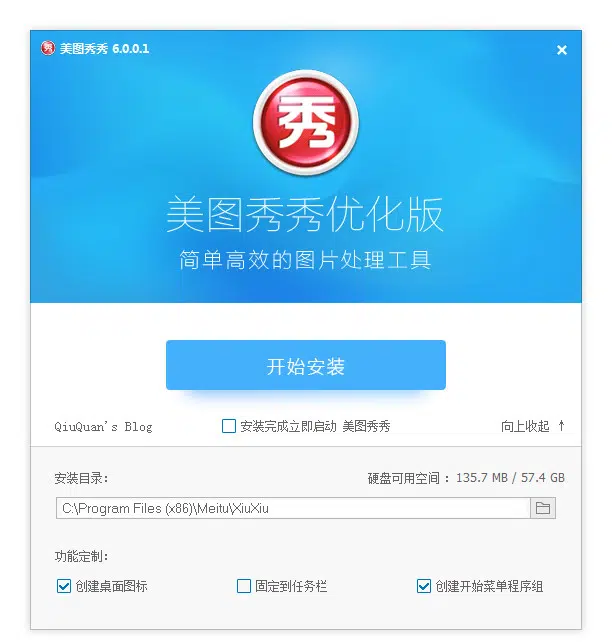 美图秀秀 6.0.0.1
秀
美图秀秀优化版
简单高效的图片处理工具
开始安装
QiuQuan's Blog 安装完成立即启动 美图秀秀 向上收起 ↑
安装目录: 硬盘可用空间 : 135.7 MB / 57.4 GB
C:\Program Files (x86)\Meitu\XiuXiu
功能定制:
创建桌面图标 固定到任务栏 创建开始菜单程序组